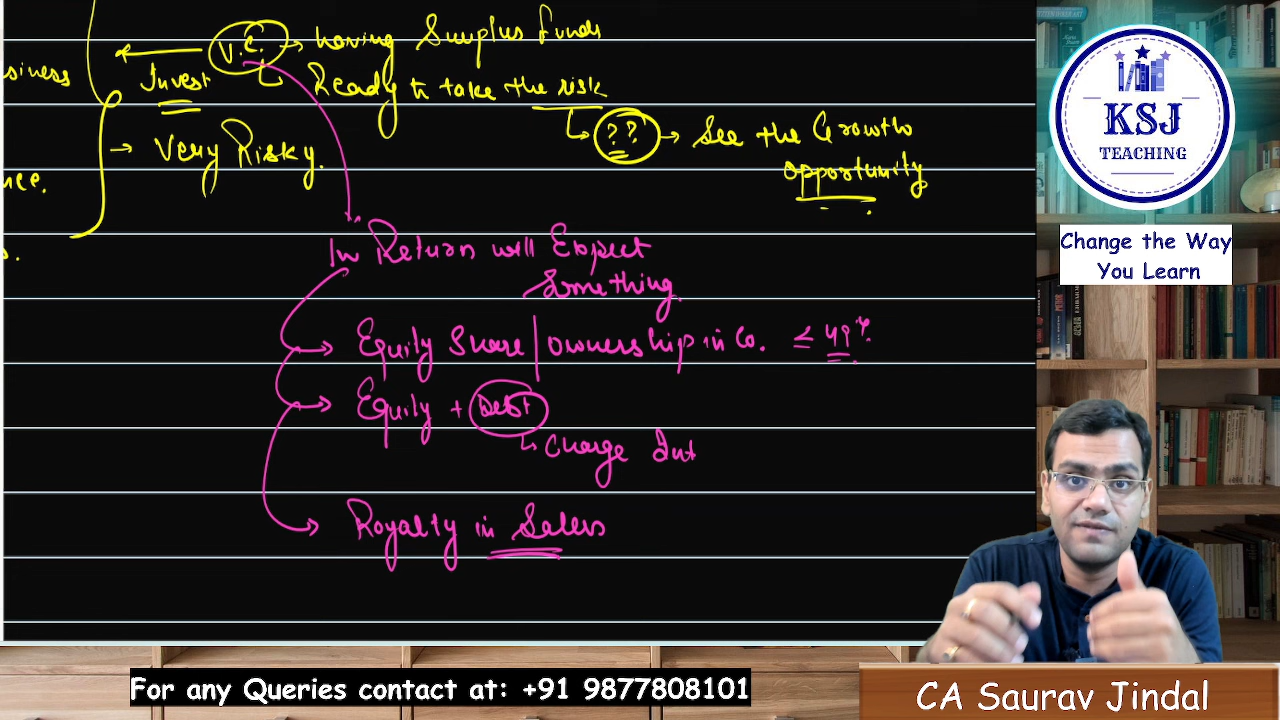 V.C. → having Surplus funds
usiness
Invest
Ready to take the risk
→ Very Risky.
?? → See the Growth
opportunity
nce.
s.
In Return will Expect
Something.
Equity Share | ownership in Co. ≤ 49%.
Equity + Debt
Charge Int
Royalty in Salers
KSJ
TEACHING
Change the Way
You Learn
For any Queries contact at: +91 9877808101
CA Saurav Jindal